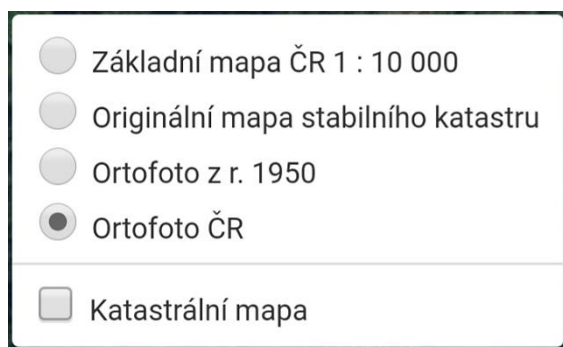 Základní mapa ČR 1 : 10 000
Originální mapa stabilního katastru
Ortofoto z r. 1950
Ortofoto ČR
Katastrální mapa